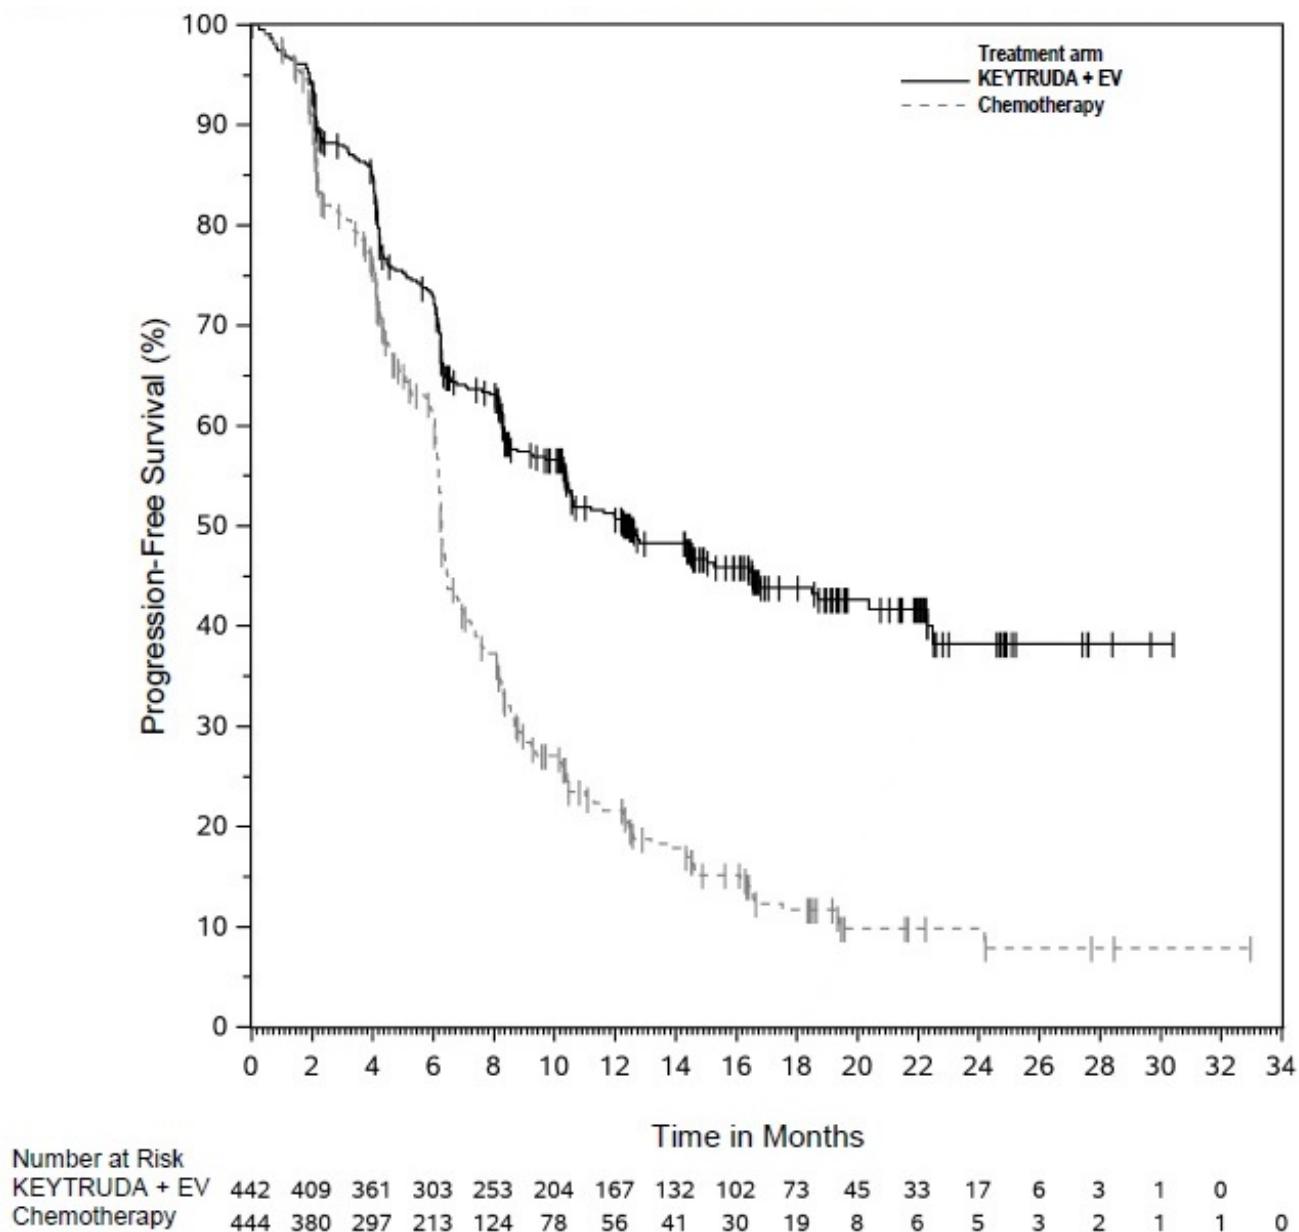 100
90
80
70
60
50
40
30
20
10
0
Progression-Free Survival (%)
Treatment arm
KEYTRUDA + EV
Chemotherapy
0 2 4 6 8 10 12 14 16 18 20 22 24 26 28 30 32 34
Time in Months
Number at Risk
KEYTRUDA + EV 442 409 361 303 253 204 167 132 102 73 45 33 17 6 3 1 0
Chemotherapy 444 380 297 213 124 78 56 41 30 19 8 6 5 3 2 1 1 0